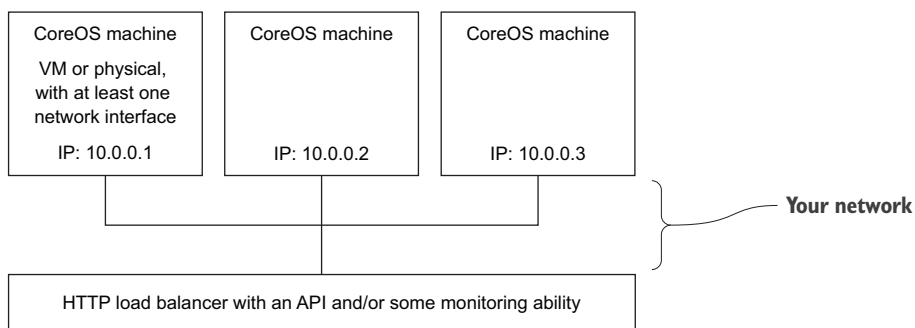 CoreOS machine
VM or physical,
with at least one
network interface
IP: 10.0.0.1
CoreOS machine
IP: 10.0.0.2
CoreOS machine
IP: 10.0.0.3
Your network
HTTP load balancer with an API and/or some monitoring ability